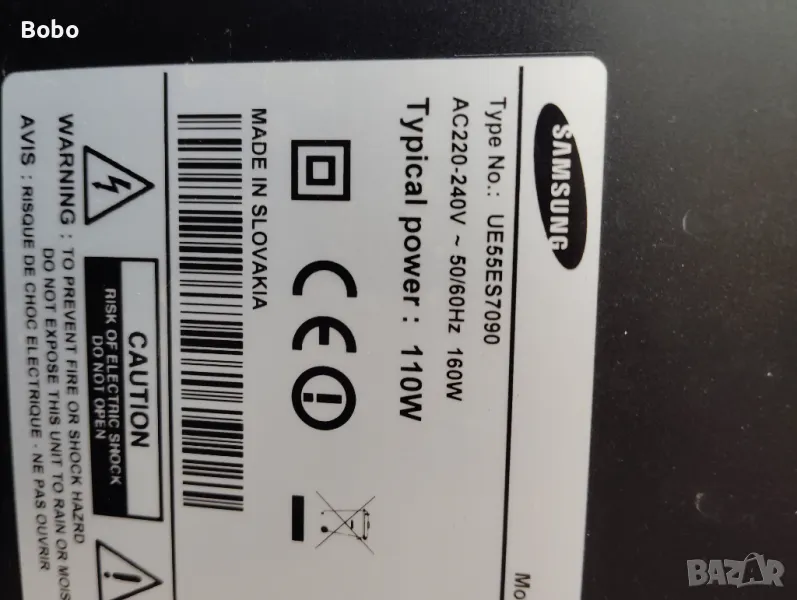 Bobo
SAMSUNG
Type No.: UE55ES7090
AC220-240V ~ 50/60Hz 160W
Typical power : 110W
CE
MADE IN SLOVAKIA
CAUTION
RISK OF ELECTRIC SHOCK
DO NOT OPEN
WARNING : TO PREVENT FIRE OR SHOCK HAZRD
DO NOT EXPOSE THIS UNIT TO RAIN OR MOIS
AVIS : RISQUE DE CHOC ELECTRIQUE - NE PAS OUVRIR
Mo
BAZAR